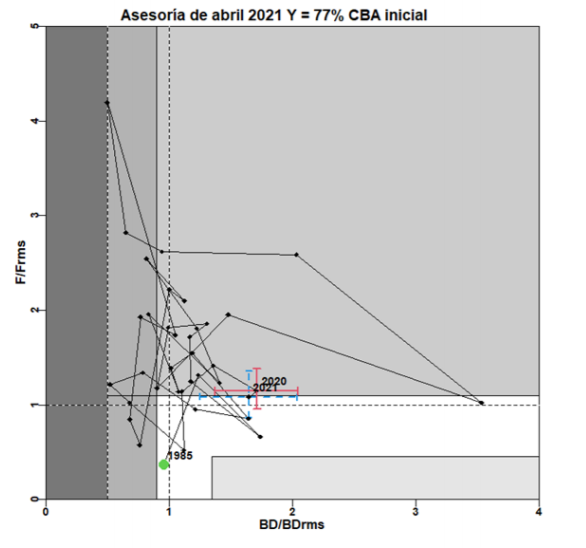 Asesoría de abril 2021 Y = 77% CBA inicial
5
4
3
2
1
0
F/Frms
2020
2021
1985
0 1 2 3 4
BD/BDrms